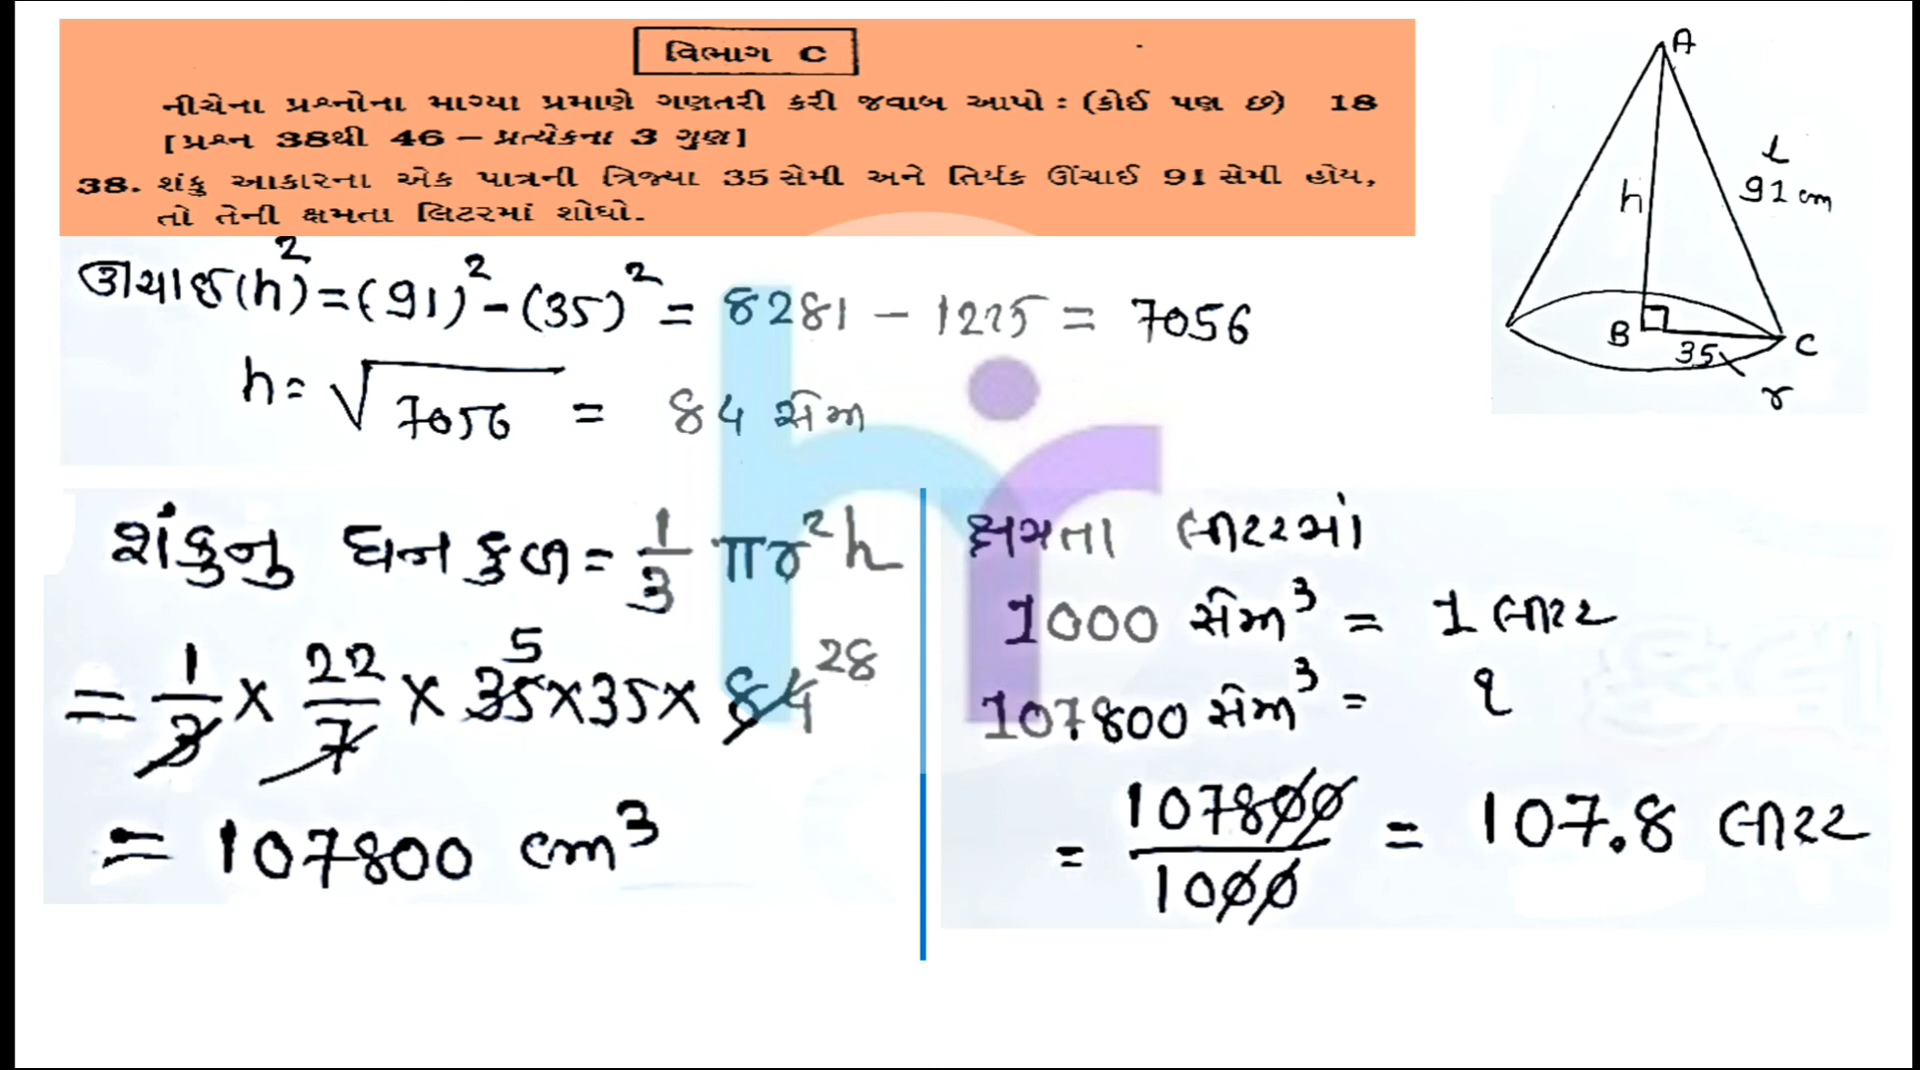 વિભાગ C
નીચેના પ્રશ્નોના માગ્યા પ્રમાણે ગણતરી કરી જવાબ આપો : (કોઈ પણ છ) 18
[પ્રશ્ન 38થી 46 – પ્રત્યેકના 3 ગુણ]
38. શંકુ આકારના એક પાત્રની ત્રિજ્યા 35 સેમી અને તિર્યક ઊંચાઈ 91 સેમી હોય,
તો તેની ક્ષમતા લિટરમાં શોધો.
A
l
h 91 cm
B C
35
r
ઊચાઈ(h)² = (91)² - (35)² = 8281 - 1225 = 7056
h = √7056 = 84 સેમી
શંકુનુ ઘન ફળ = 1/3 πr²h
= 1/3 × 22/7 × 35 5 × 35 × 84 28
= 107800 cm³
ક્ષમતા લીટરમાં
1000 સેમી³ = 1 લીટર
107800 સેમી³ = ?
= 107800/1000 = 107.8 લીટર